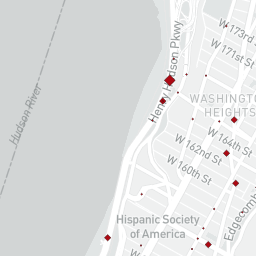 W 173rd St
W 171st St
Henry Hudson Pkwy
Hudson River
WASHINGTON
HEIGHTS
W 164th St
W 162nd St
W 160th St
Hispanic Society
of America